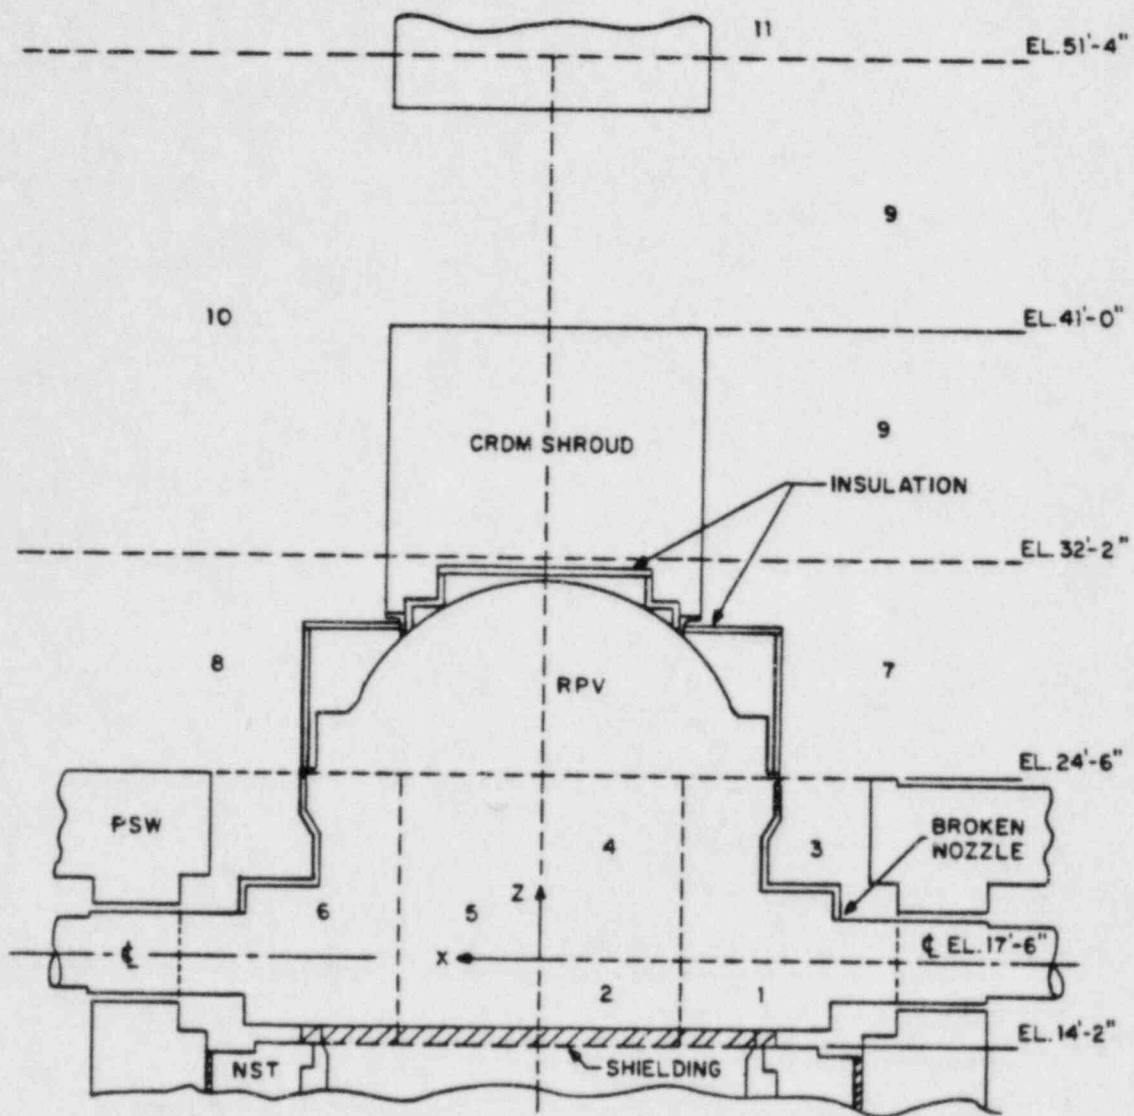 11
EL.51'-4"
9
10
EL.41'-0"
CRDM SHROUD
9
INSULATION
EL.32'-2"
8
RPV
7
EL.24'-6"
PSW
4
3
BROKEN
NOZZLE
6
5
Z
℄
X
℄ EL.17'-6"
2
1
EL.14'-2"
NST
SHIELDING